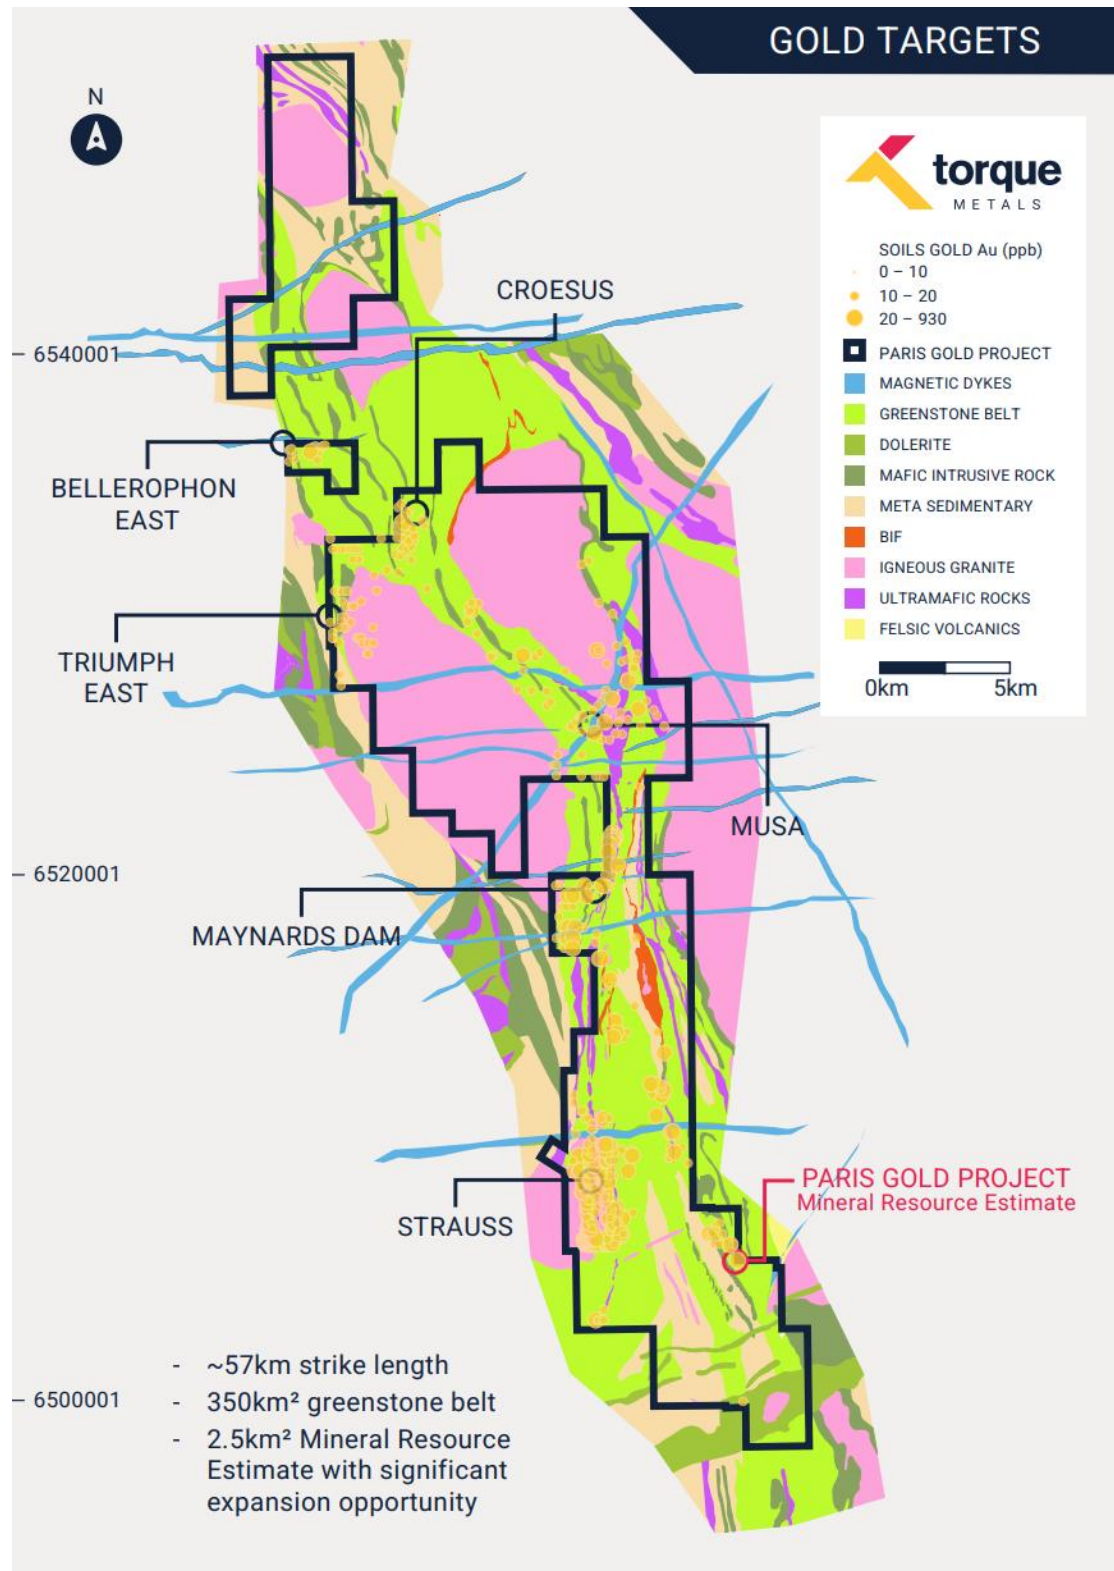 GOLD TARGETS
N
torque
METALS
SOILS GOLD Au (ppb)
0 – 10
10 – 20
20 – 930
PARIS GOLD PROJECT
MAGNETIC DYKES
GREENSTONE BELT
DOLERITE
MAFIC INTRUSIVE ROCK
META SEDIMENTARY
BIF
IGNEOUS GRANITE
ULTRAMAFIC ROCKS
FELSIC VOLCANICS
0km 5km
CROESUS
6540001
BELLEROPHON
EAST
TRIUMPH
EAST
MUSA
6520001
MAYNARDS DAM
PARIS GOLD PROJECT
Mineral Resource Estimate
STRAUSS
- ~57km strike length
6500001
- 350km² greenstone belt
- 2.5km² Mineral Resource
Estimate with significant
expansion opportunity